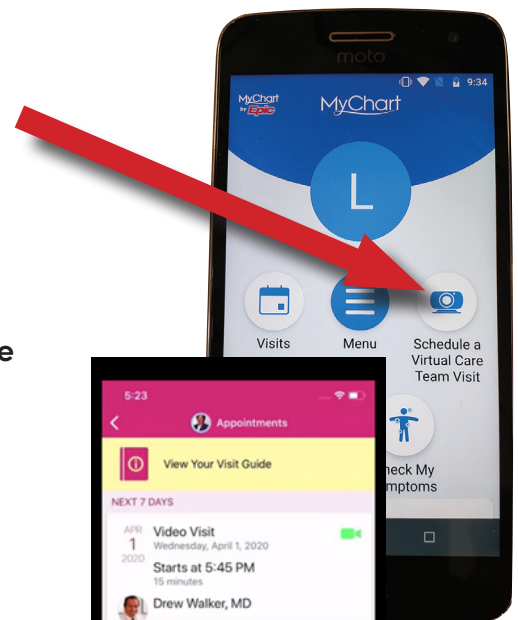 moto
9:34
MyChart
by Epic
MyChart
L
Visits
Menu
Schedule a
Virtual Care
Team Visit
e
eck My
mptoms
5:23
Appointments
View Your Visit Guide
NEXT 7 DAYS
APR
1
2020
Video Visit
Wednesday, April 1, 2020
Starts at 5:45 PM
15 minutes
Drew Walker, MD